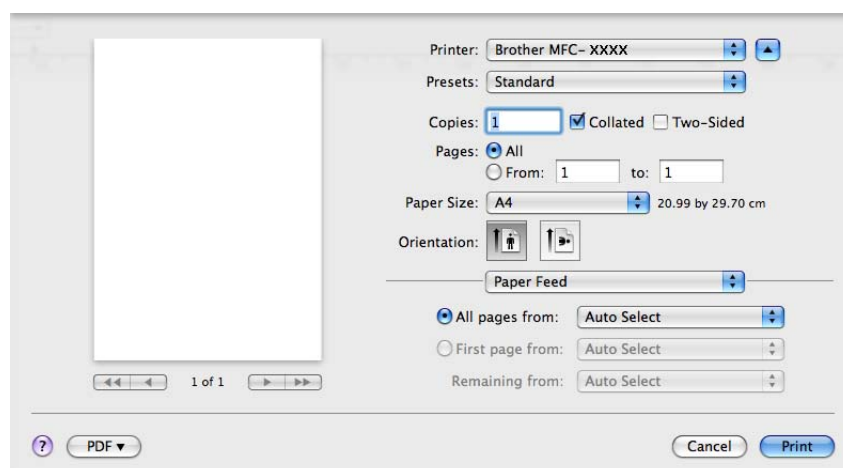 Printer: Brother MFC- XXXX
Presets: Standard
Copies: 1 Collated Two-Sided
Pages: All
From: 1 to: 1
Paper Size: A4 20.99 by 29.70 cm
Orientation:
Paper Feed
All pages from: Auto Select
First page from: Auto Select
Remaining from: Auto Select
1 of 1
? PDF ▼ Cancel Print